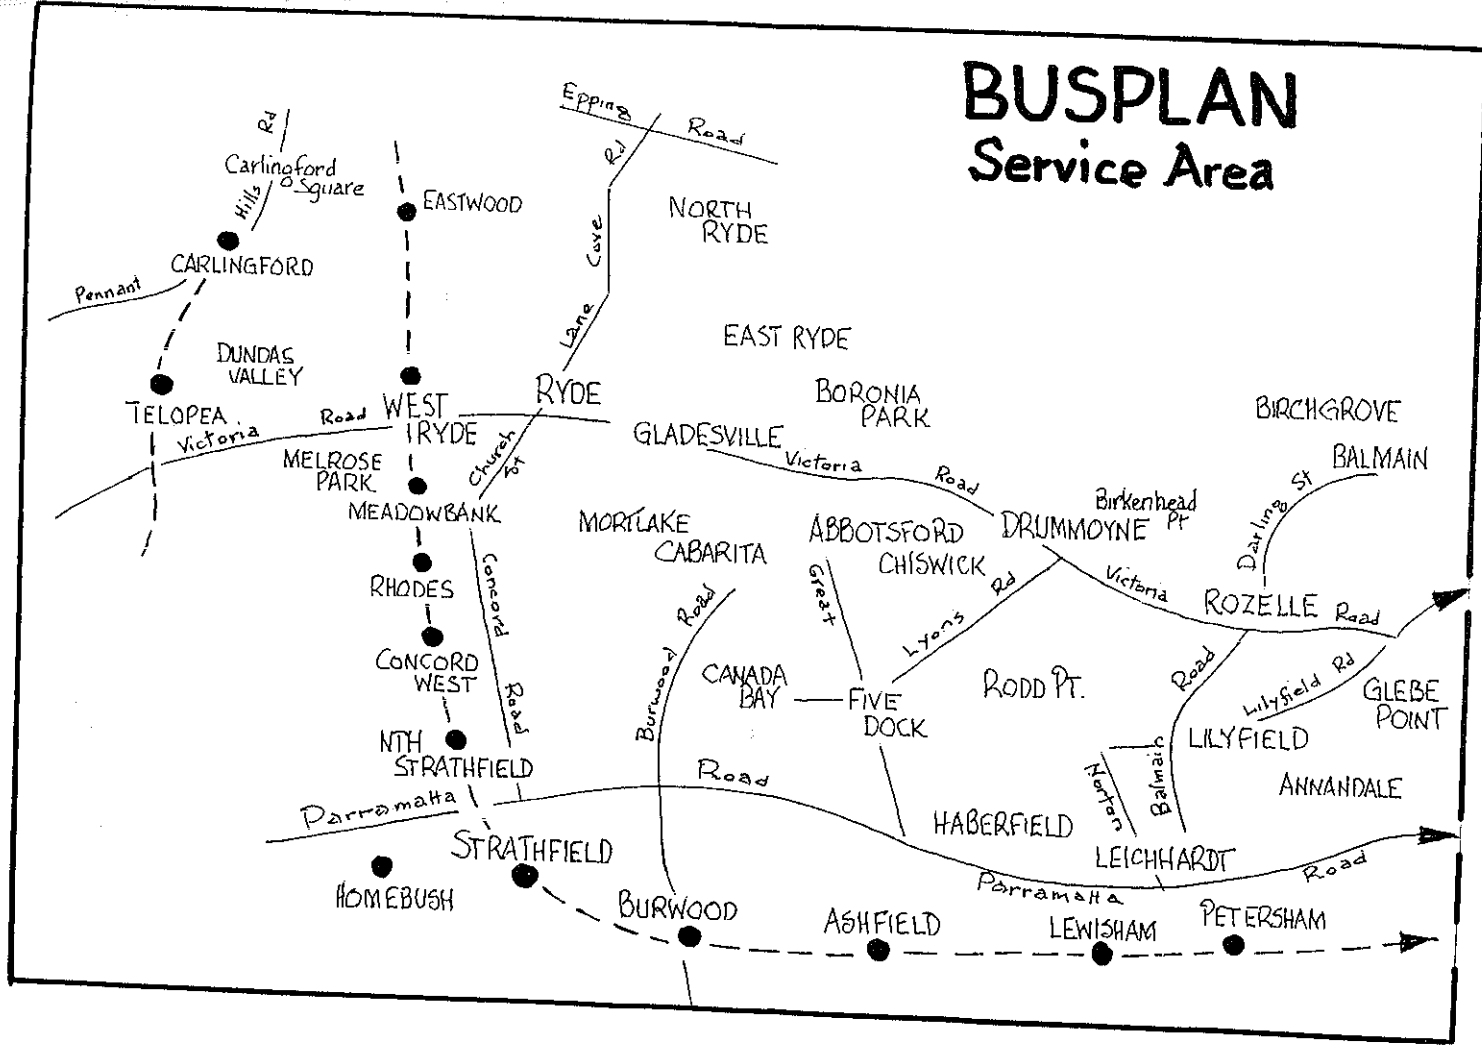 BUSPLAN
Service Area
Epping Road
Rd
Carlingford
Square
Hills
Rd
EASTWOOD
NORTH
RYDE
Cove
CARLINGFORD
Pennant
Lane
EAST RYDE
DUNDAS
VALLEY
RYDE
BORONIA
PARK
BIRCHGROVE
TELOPEA
Victoria Road
WEST
RYDE
GLADESVILLE
Victoria Road
BALMAIN
MELROSE
PARK
Church
St
Darling St
Birkenhead
Pt
MEADOWBANK
MORTLAKE
CABARITA
ABBOTSFORD
CHISWICK
DRUMMOYNE
RHODES
Concord Road
Great
Lyons Rd
Victoria Road
ROZELLE
CONCORD
WEST
Burwood Road
CANADA
BAY
FIVE
DOCK
RODD PT.
Balmain Road
Lilyfield Rd
GLEBE
POINT
NTH
STRATHFIELD
LILYFIELD
Norton
ANNANDALE
Parramatta Road
HABERFIELD
STRATHFIELD
LEICHHARDT
HOMEBUSH
Parramatta Road
BURWOOD
ASHFIELD
LEWISHAM
PETERSHAM